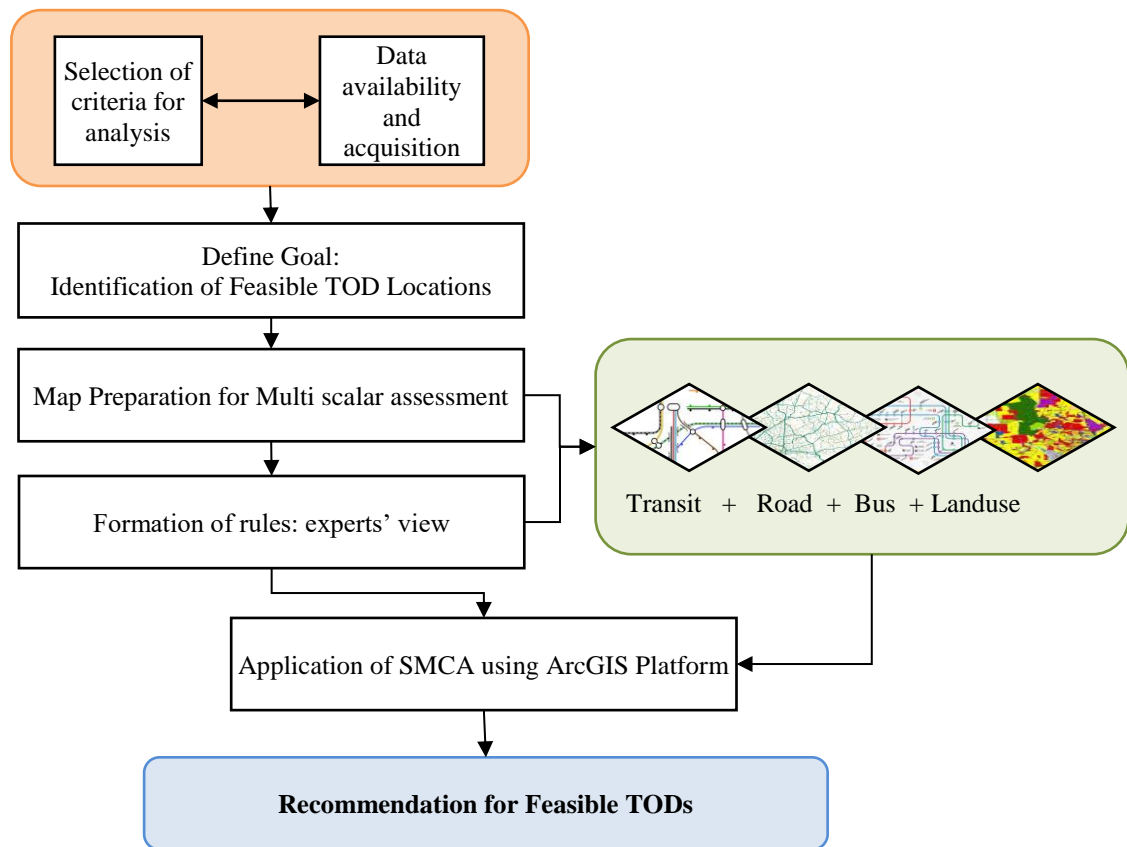 Selection of
criteria for
analysis
Data
availability
and
acquisition
Define Goal:
Identification of Feasible TOD Locations
Map Preparation for Multi scalar assessment
Formation of rules: experts’ view
Transit + Road + Bus + Landuse
Application of SMCA using ArcGIS Platform
Recommendation for Feasible TODs